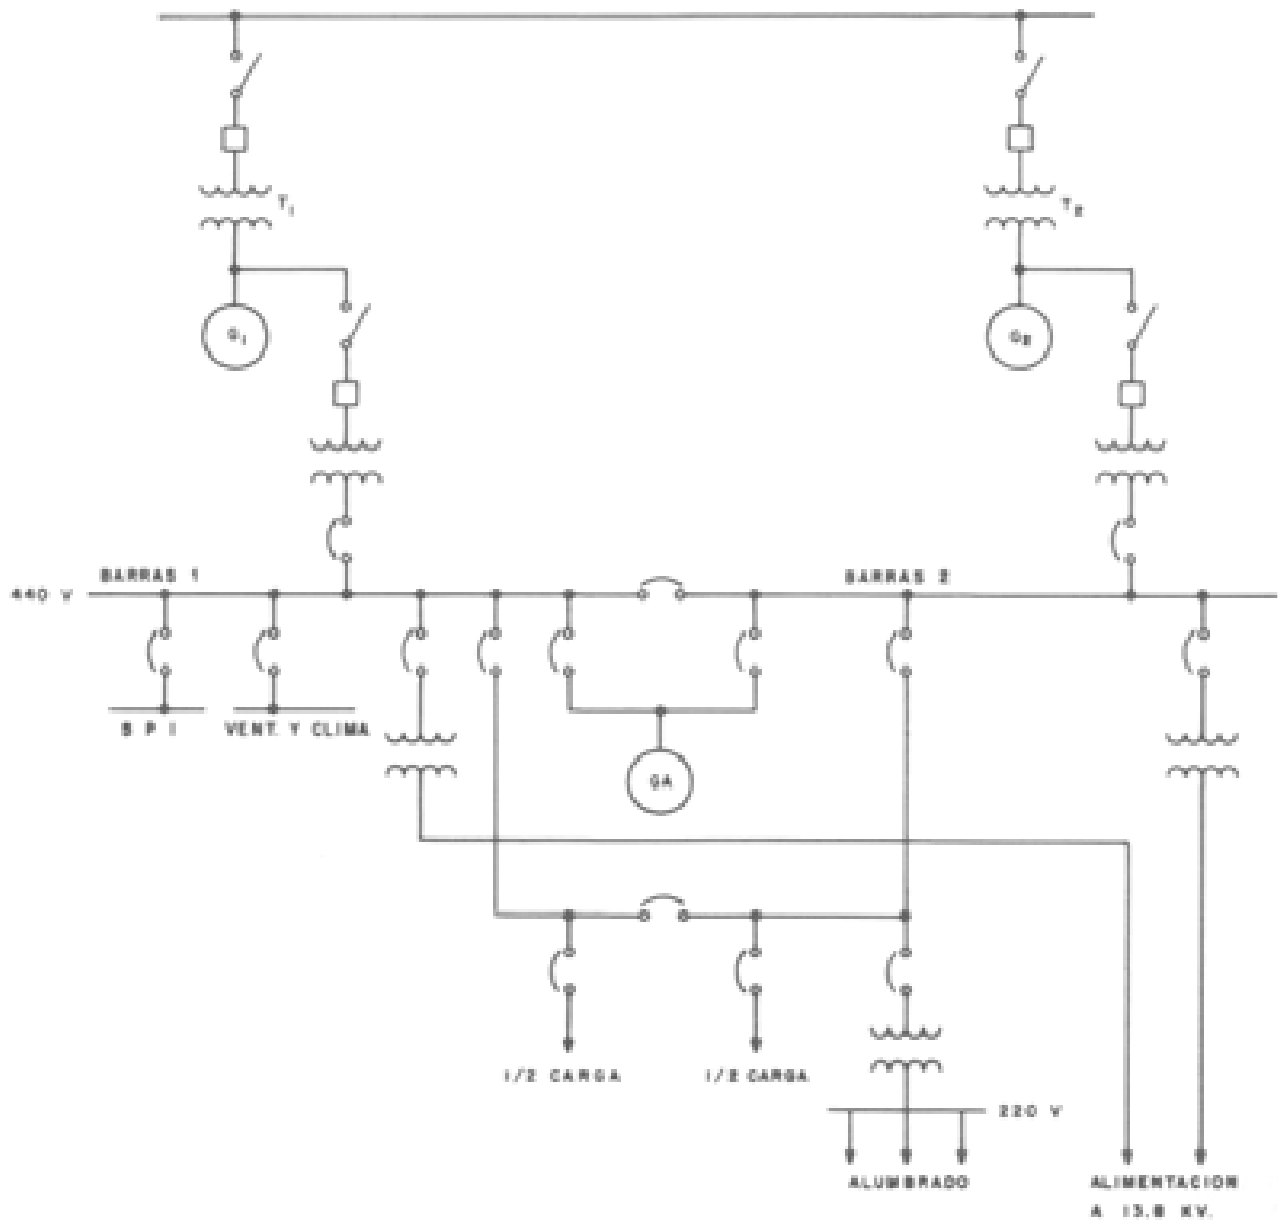 T1
T2
G1
G2
BARRAS 1
BARRAS 2
440 V
B P I
VENT. Y CLIMA
GA
1/2 CARGA
1/2 CARGA
220 V
ALUMBRADO
ALIMENTACION
A 13.8 KV.